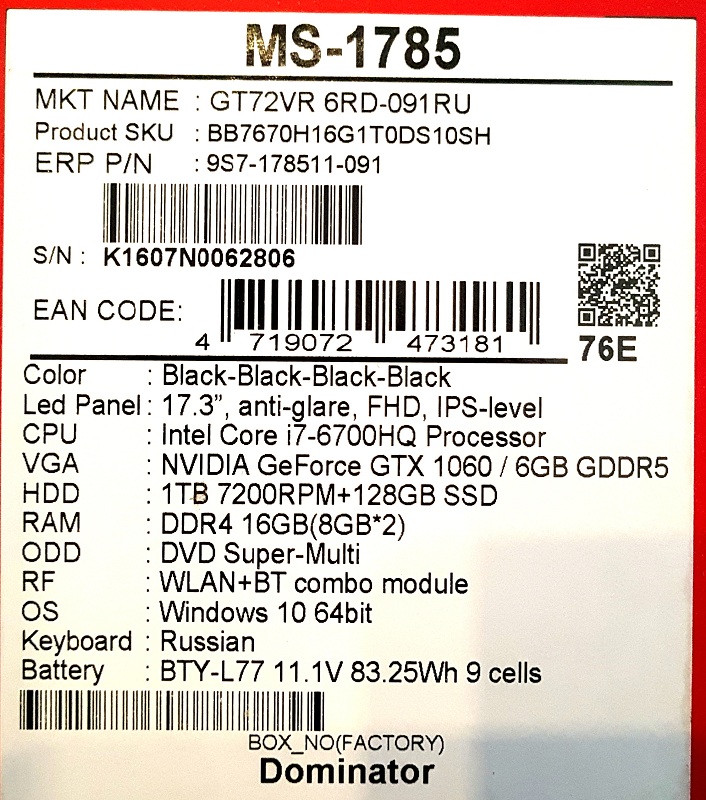 MS-1785
MKT NAME : GT72VR 6RD-091RU
Product SKU : BB7670H16G1T0DS10SH
ERP P/N : 9S7-178511-091
S/N : K1607N0062806
EAN CODE:
4 719072 473181
76E
Color : Black-Black-Black-Black
Led Panel : 17.3”, anti-glare, FHD, IPS-level
CPU : Intel Core i7-6700HQ Processor
VGA : NVIDIA GeForce GTX 1060 / 6GB GDDR5
HDD : 1TB 7200RPM+128GB SSD
RAM : DDR4 16GB(8GB*2)
ODD : DVD Super-Multi
RF : WLAN+BT combo module
OS : Windows 10 64bit
Keyboard : Russian
Battery : BTY-L77 11.1V 83.25Wh 9 cells
BOX_NO(FACTORY)
Dominator